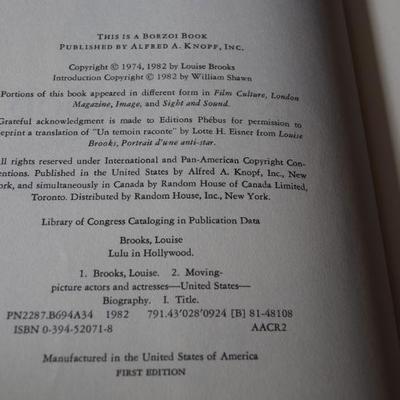 THIS IS A BORZOI BOOK
PUBLISHED BY ALFRED A. KNOPF, INC.
Copyright © 1974, 1982 by Louise Brooks
Introduction Copyright © 1982 by William Shawn
Portions of this book appeared in different form in Film Culture, London
Magazine, Image, and Sight and Sound.
Grateful acknowledgment is made to Editions Phébus for permission to
eprint a translation of "Un temoin raconte" by Lotte H. Eisner from Louise
Brooks, Portrait d'une anti-star.
ll rights reserved under International and Pan-American Copyright Con-
entions. Published in the United States by Alfred A. Knopf, Inc., New
ork, and simultaneously in Canada by Random House of Canada Limited,
Toronto. Distributed by Random House, Inc., New York.
Library of Congress Cataloging in Publication Data
Brooks, Louise
Lulu in Hollywood.
1. Brooks, Louise. 2. Moving-
picture actors and actresses—United States—
Biography. I. Title.
PN2287.B694A34 1982 791.43'028'0924 [B] 81-48108
ISBN 0-394-52071-8 AACR2
Manufactured in the United States of America
FIRST EDITION